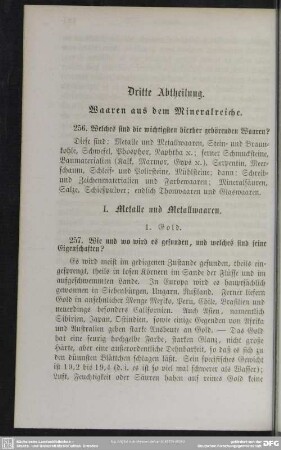 Dritte Abtheilung.
Waaren aus dem Mineralreiche.
256. Welches sind die wichtigsten hierher gehörenden Waaren?
Diese sind: Metalle und Metallwaaren, Stein- und Braun-
kohle, Schwefel, Phosphor, Naphtha ꝛc.; ferner Schmucksteine,
Baumaterialien (Kalk, Marmor, Gyps ꝛc.), Serpentin, Meer-
schaum, Schleif- und Polirsteine, Mühlsteine; dann: Schreib-
und Zeichenmaterialien und Farbewaaren; Mineralsäuren,
Salze, Schießpulver; endlich Thonwaaren und Glaswaaren.
I. Metalle und Metallwaaren.
1. Gold.
257. Wie und wo wird es gefunden, und welches sind seine
Eigenschaften?
Es wird meist im gediegenen Zustande gefunden, theils ein-
gesprengt, theils in losen Körnern im Sande der Flüsse und im
aufgeschwemmten Lande. In Europa wird es hauptsächlich
gewonnen in Siebenbürgen, Ungarn, Rußland. Ferner liefern
Gold in ansehnlicher Menge Mexiko, Peru, Chile, Brasilien und
neuerdings besonders Californien. Auch Asien, namentlich
Sibirien, Japan, Ostindien, sowie einige Gegenden von Afrika
und Australien geben stark Ausbeute an Gold. — Das Gold
hat eine feurig hochgelbe Farbe, starken Glanz, nicht große
Härte, aber eine außerordentliche Dehnbarkeit, so daß es sich zu
den dünnsten Blättchen schlagen läßt. Sein spezifisches Gewicht
ist 19,2 bis 19,4 (d. i. es ist so viel mal schwerer als Wasser);
Luft, Feuchtigkeit oder Säuren haben auf reines Gold keine